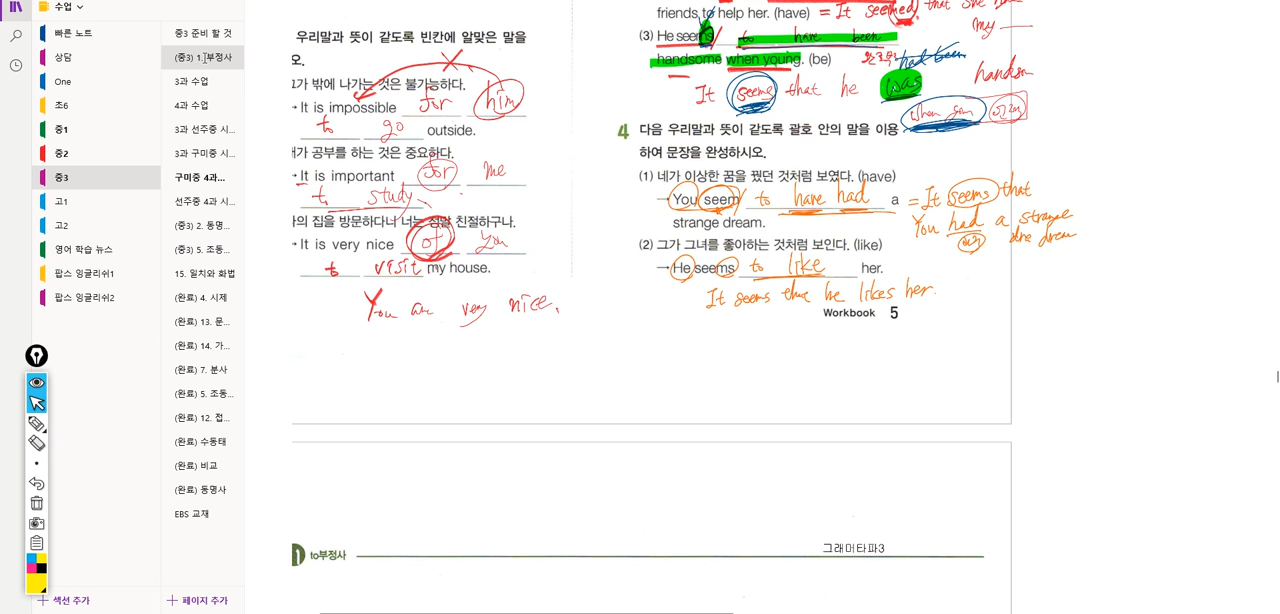 수업
빠른 노트
상담
One
초6
중1
중2
중3
고1
고2
영어 학습 뉴스
팝스 잉글리쉬1
팝스 잉글리쉬2
섹션 추가
중3 준비 할 것
(중3) 1.부정사
3과 수업
4과 수업
3과 선주중 시...
3과 구미중 시...
구미중 4과...
선주중 4과 시...
(중3) 2. 동명...
(중3) 5. 조동...
15. 일치와 화법
(완료) 4. 시제
(완료) 13. 문...
(완료) 14. 가...
(완료) 7. 분사
(완료) 5. 조동...
(완료) 12. 접...
(완료) 수동태
(완료) 비교
(완료) 동명사
EBS 교재
페이지 추가
우리말과 뜻이 같도록 빈칸에 알맞은 말을
오.
가 밖에 나가는 것은 불가능하다.
→ It is impossible for him
to go outside.
가 공부를 하는 것은 중요하다.
→ It is important for me
to study.
의 집을 방문하다니 너는 정말 친절하구나.
→ It is very nice of you
to visit my house.
You are very nice.
friends to help her. (have) = It seemed that she
my
(3) He seems to have been
handsome when young. (be) had been
It seems that he was handsom
when young
4 다음 우리말과 뜻이 같도록 괄호 안의 말을 이용
하여 문장을 완성하시오.
(1) 네가 이상한 꿈을 꿨던 것처럼 보였다. (have)
→ You seem to have had a
strange dream.
= It seems that
You had a strange
dream
(2) 그가 그녀를 좋아하는 것처럼 보인다. (like)
→ He seems to like her.
It seems that he likes her.
Workbook 5
1 to부정사
그래머타파3